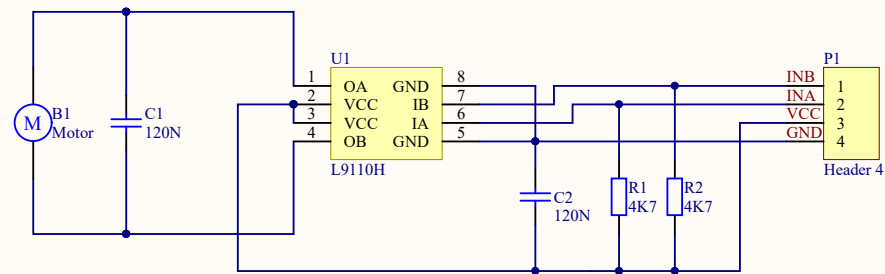 U1
P1
1 OA GND 8
2 VCC IB 7
3 VCC IA 6
4 OB GND 5
L9110H
B1
Motor
M
C1
120N
INB 1
INA 2
VCC 3
GND 4
Header 4
C2
120N
R1
4K7
R2
4K7